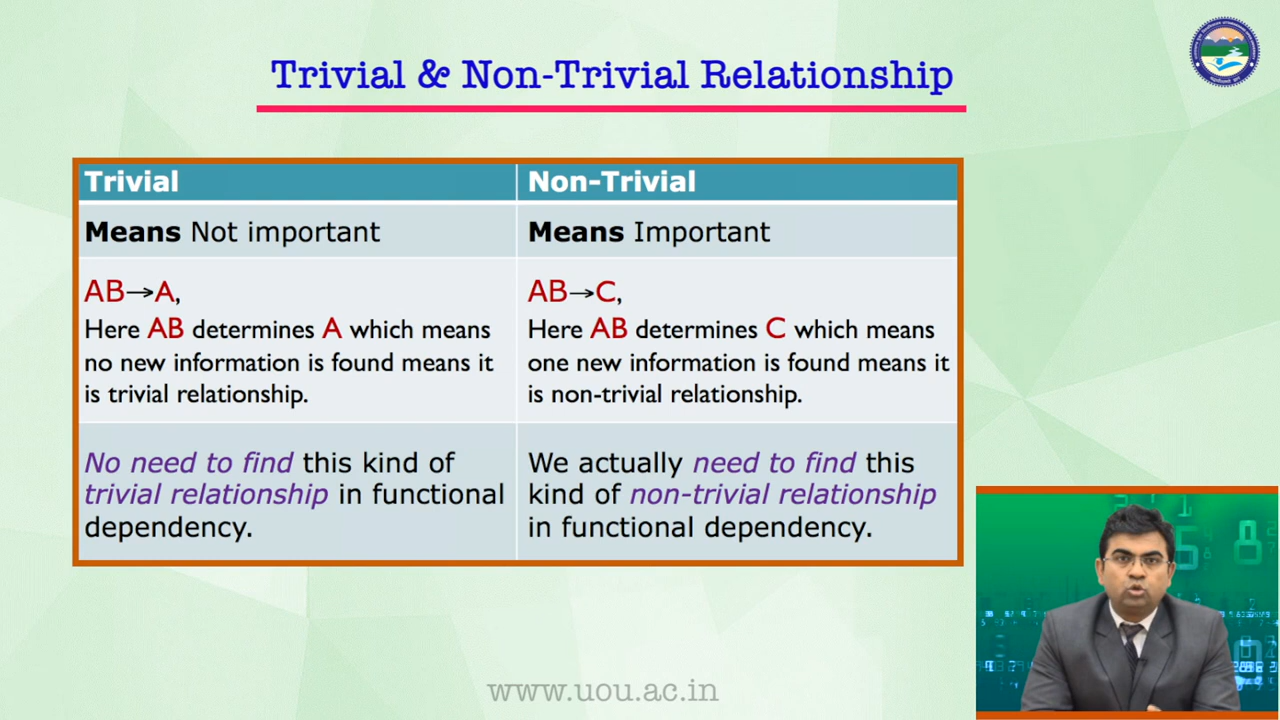 Trivial & Non-Trivial Relationship
Trivial
Non-Trivial
Means Not important
Means Important
AB→A,
Here AB determines A which means
no new information is found means it
is trivial relationship.
AB→C,
Here AB determines C which means
one new information is found means it
is non-trivial relationship.
No need to find this kind of
trivial relationship in functional
dependency.
We actually need to find this
kind of non-trivial relationship
in functional dependency.
www.uou.ac.in